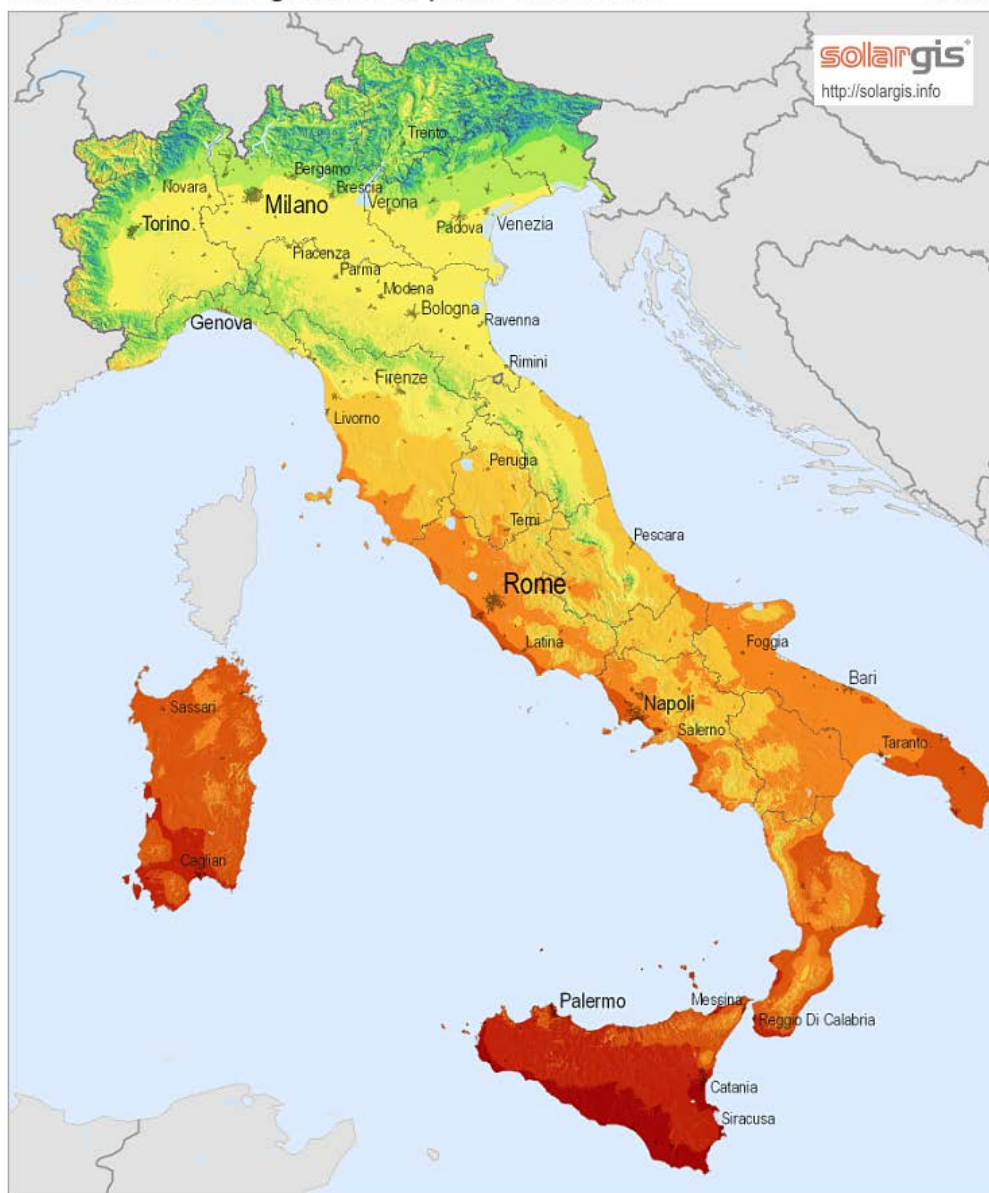 solargis
http://solargis.info
Trento
Bergamo
Novara
Brescia
Milano
Verona
Torino
Padova
Venezia
Piacenza
Parma
Modena
Bologna
Genova
Ravenna
Rimini
Firenze
Livorno
Perugia
Terni
Pescara
Rome
Latina
Foggia
Bari
Napoli
Sassari
Salerno
Taranto
Cagliari
Palermo
Messina
Reggio Di Calabria
Catania
Siracusa